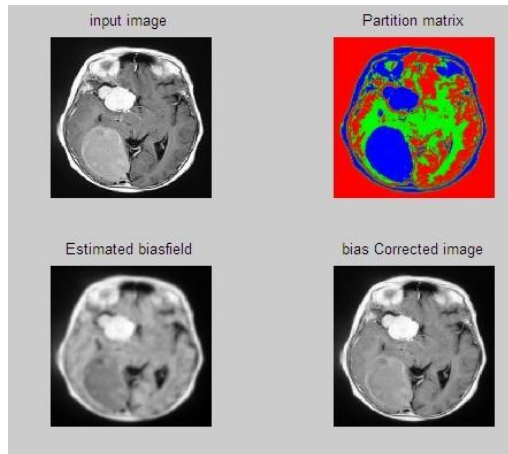 input image
Partition matrix
Estimated biasfield
bias Corrected image